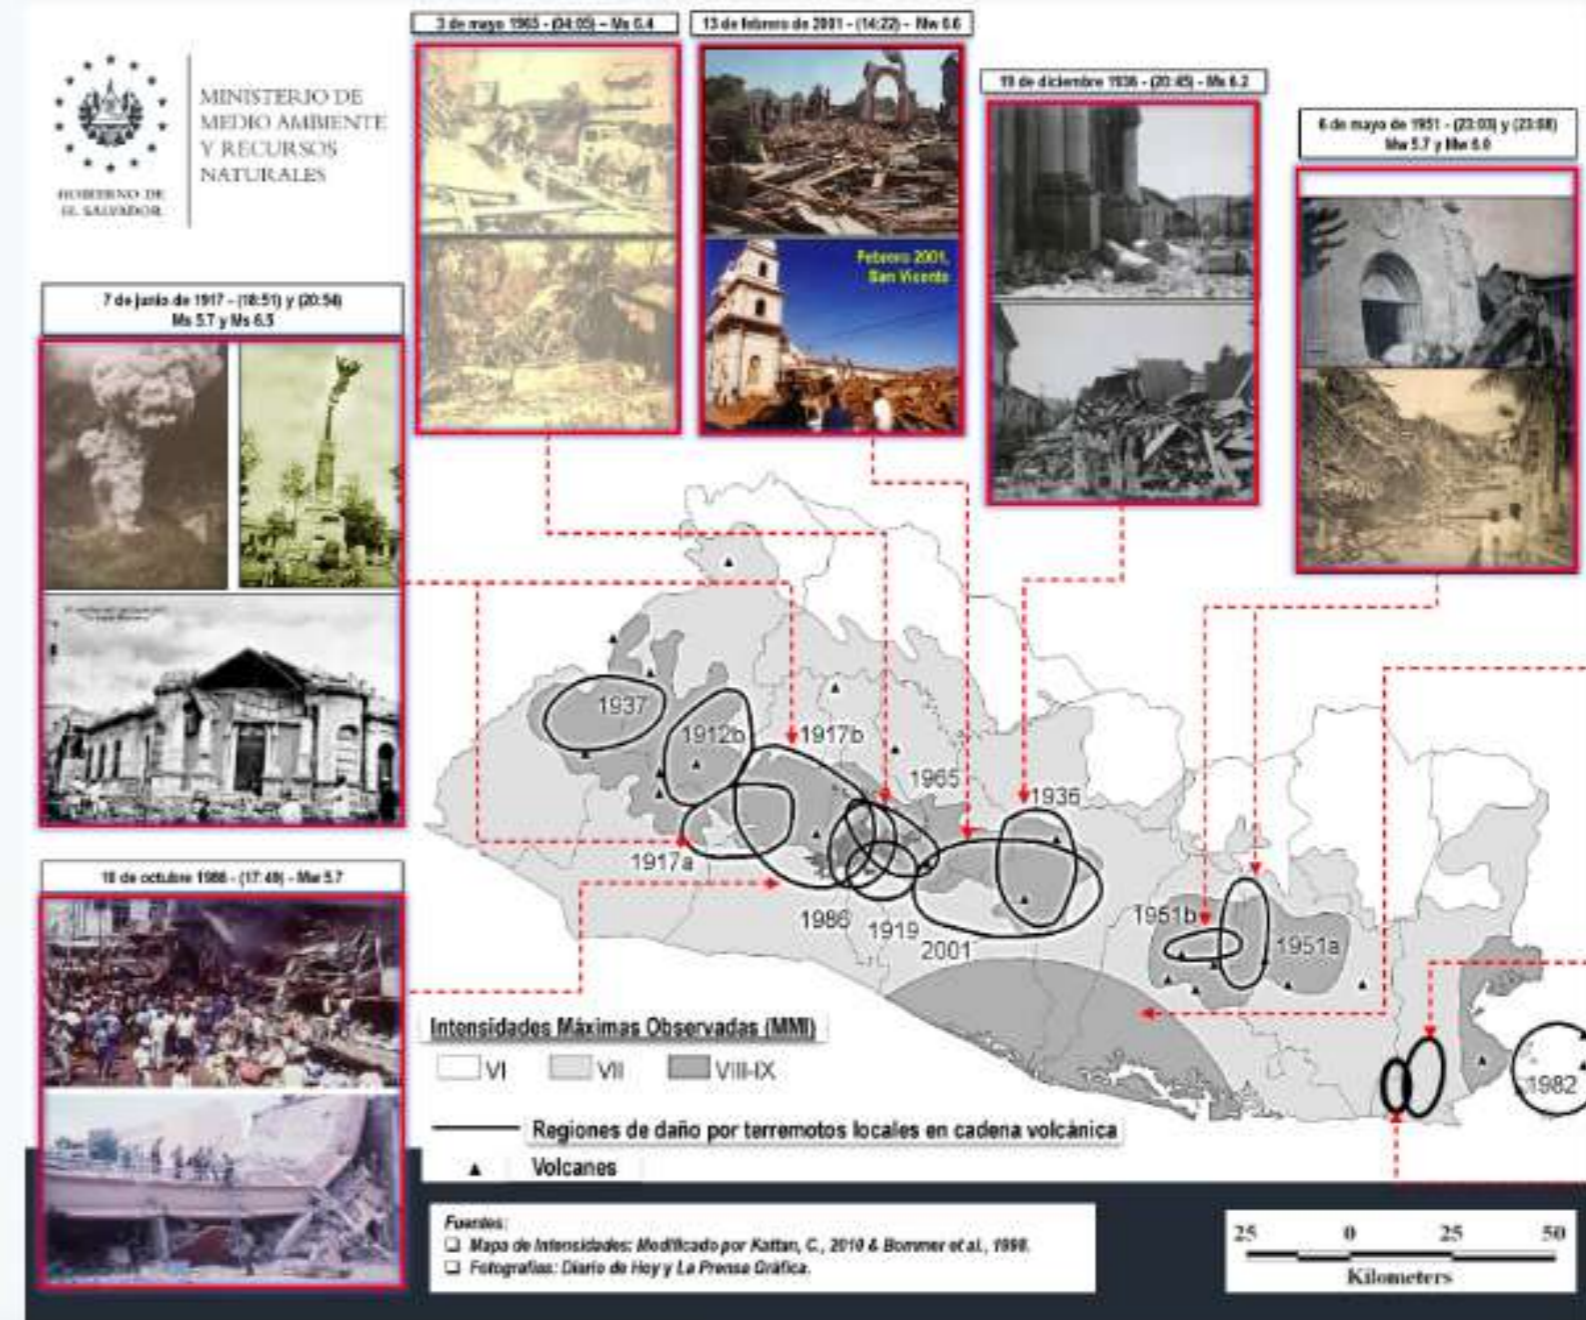 MINISTERIO DE
MEDIO AMBIENTE
Y RECURSOS
NATURALES
GOBIERNO DE
EL SALVADOR
3 de mayo 1965 - (04:05) – Ms 6.4
13 de febrero de 2001 - (14:22) - Mw 6.6
Febrero 2001,
San Vicente
19 de diciembre 1936 - (20:45) - Ms 6.2
6 de mayo de 1951 - (23:03) y (23:08)
Mw 5.7 y Mw 6.0
7 de junio de 1917 - (18:51) y (20:54)
Ms 5.7 y Ms 6.5
10 de octubre 1986 - (17:49) - Mw 5.7
1937
1912b
1917b
1965
1936
1917a
1986
1919
2001
1951b
1951a
1982
Intensidades Máximas Observadas (MMI)
VI
VII
VIII-IX
Regiones de daño por terremotos locales en cadena volcánica
Volcanes
Fuentes:
Mapa de Intensidades: Modificado por Kattan, C., 2010 & Bommer et al., 1998.
Fotografías: Diario de Hoy y La Prensa Gráfica.
25 0 25 50
Kilometers